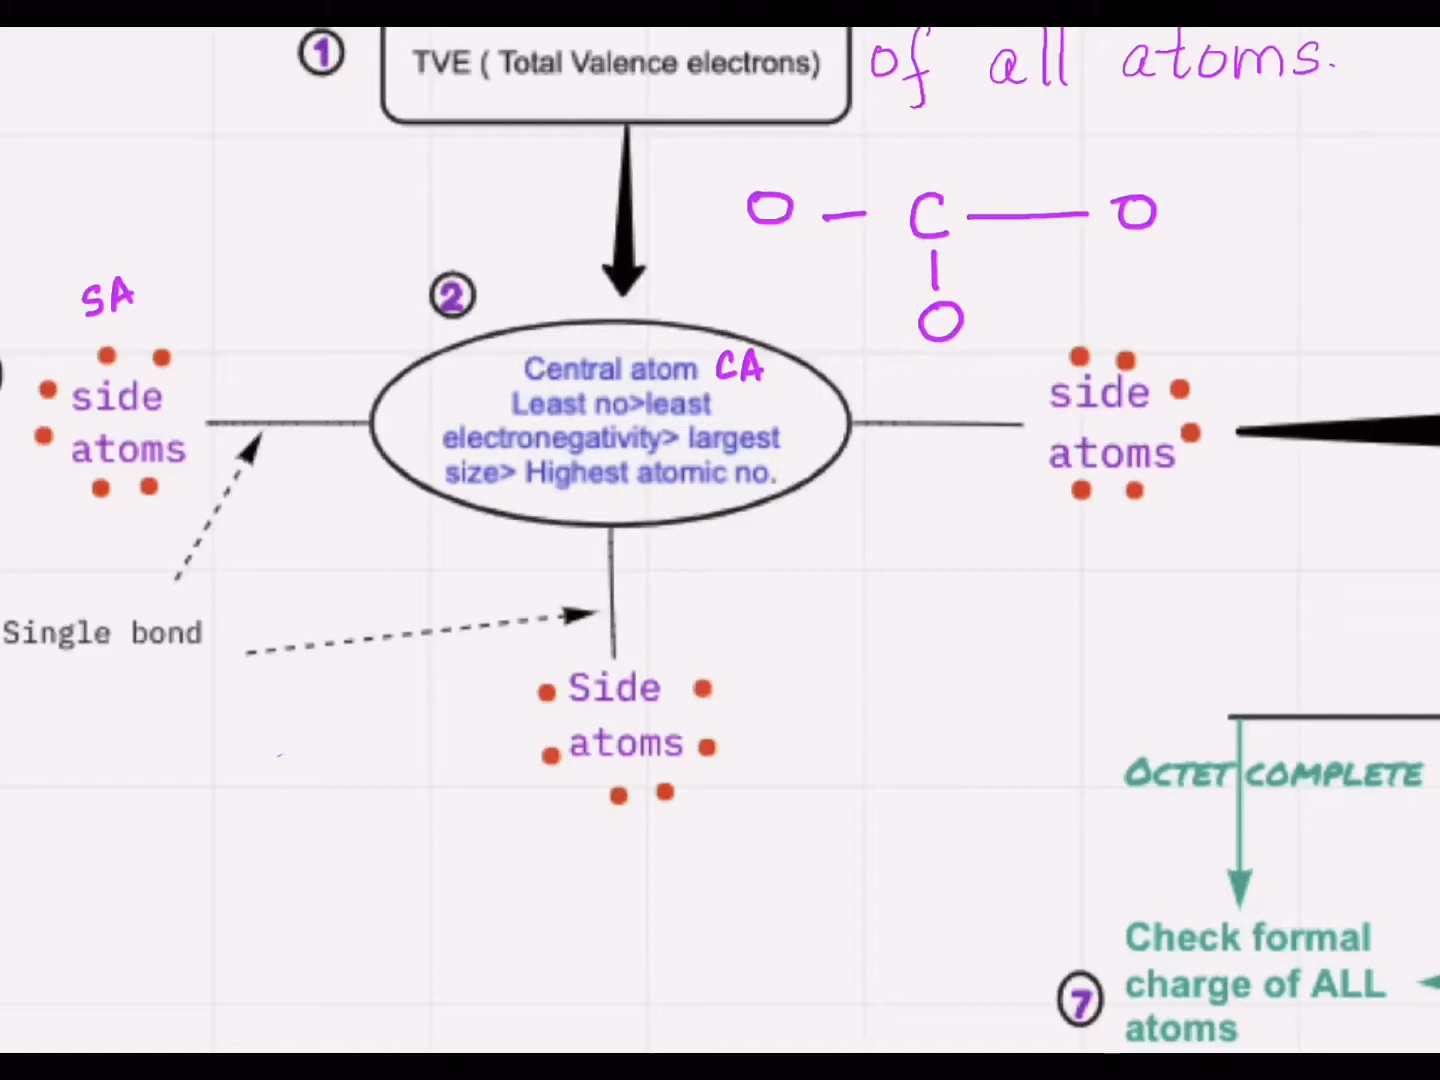 1
TVE ( Total Valence electrons)
of all atoms.
O - C — O
|
O
2
SA
side
atoms
Central atom CA
Least no>least
electronegativity> largest
size> Highest atomic no.
side
atoms
Single bond
Side
atoms
OCTET COMPLETE
7
Check formal
charge of ALL
atoms